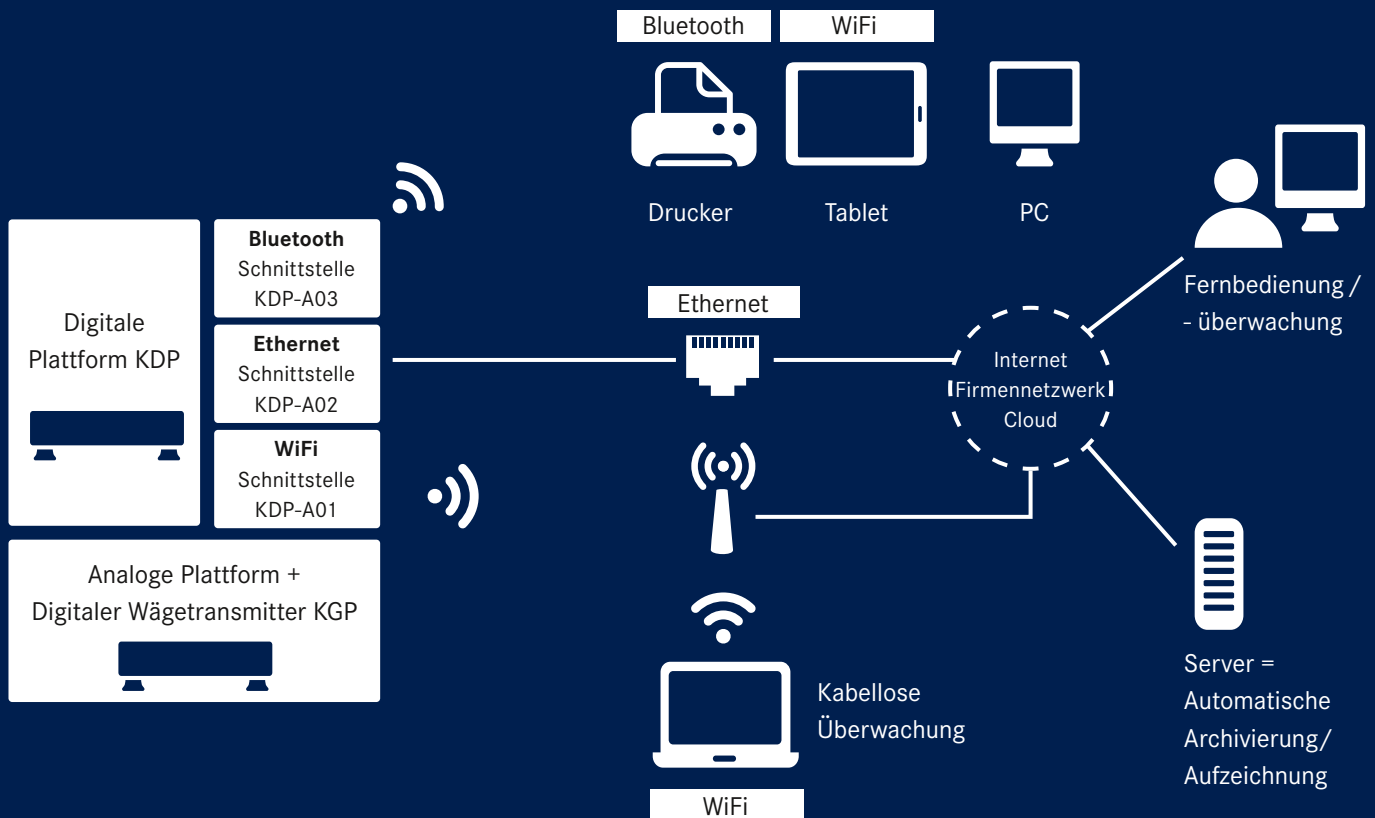 Bluetooth
WiFi
Drucker
Tablet
PC
Digitale
Plattform KDP
Bluetooth
Schnittstelle
KDP-A03
Ethernet
Schnittstelle
KDP-A02
WiFi
Schnittstelle
KDP-A01
Analoge Plattform +
Digitaler Wägetransmitter KGP
Ethernet
Internet
Firmennetzwerk
Cloud
Fernbedienung /
- überwachung
Kabellose
Überwachung
WiFi
Server =
Automatische
Archivierung/
Aufzeichnung